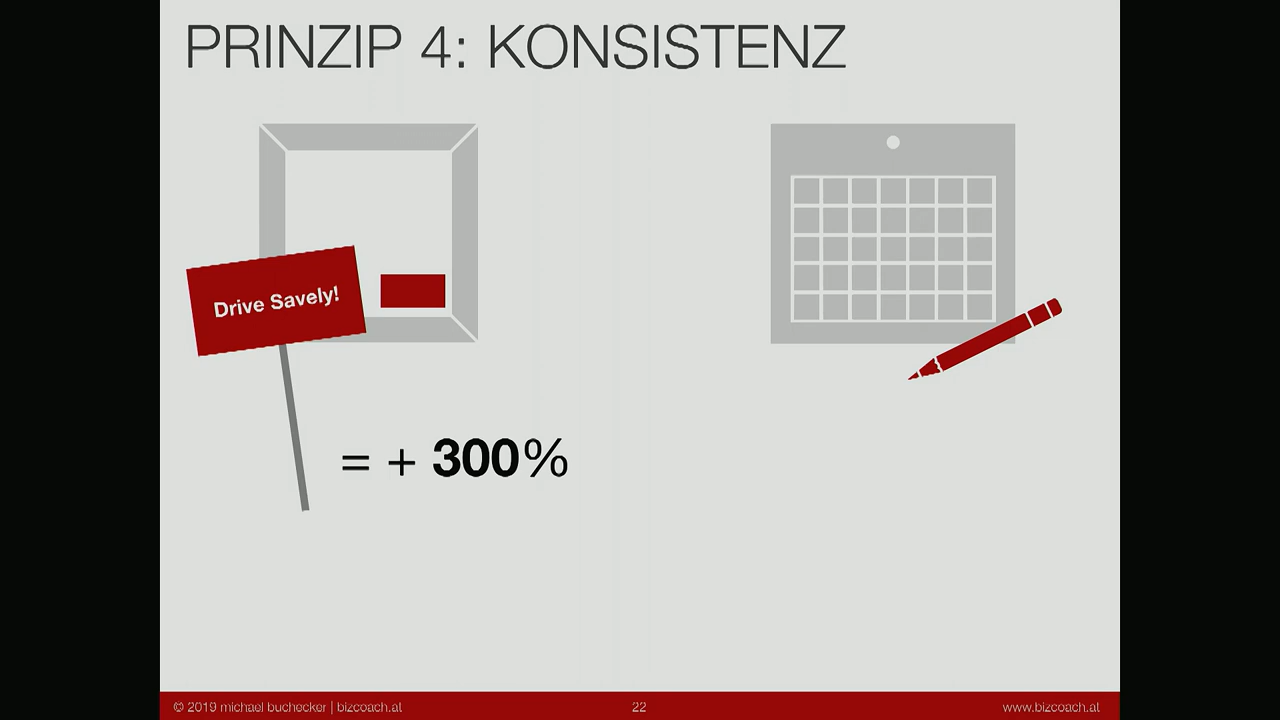 PRINZIP 4: KONSISTENZ
Drive Savely!
= + 300%
© 2019 michael buchecker | bizcoach.at
22
www.bizcoach.at